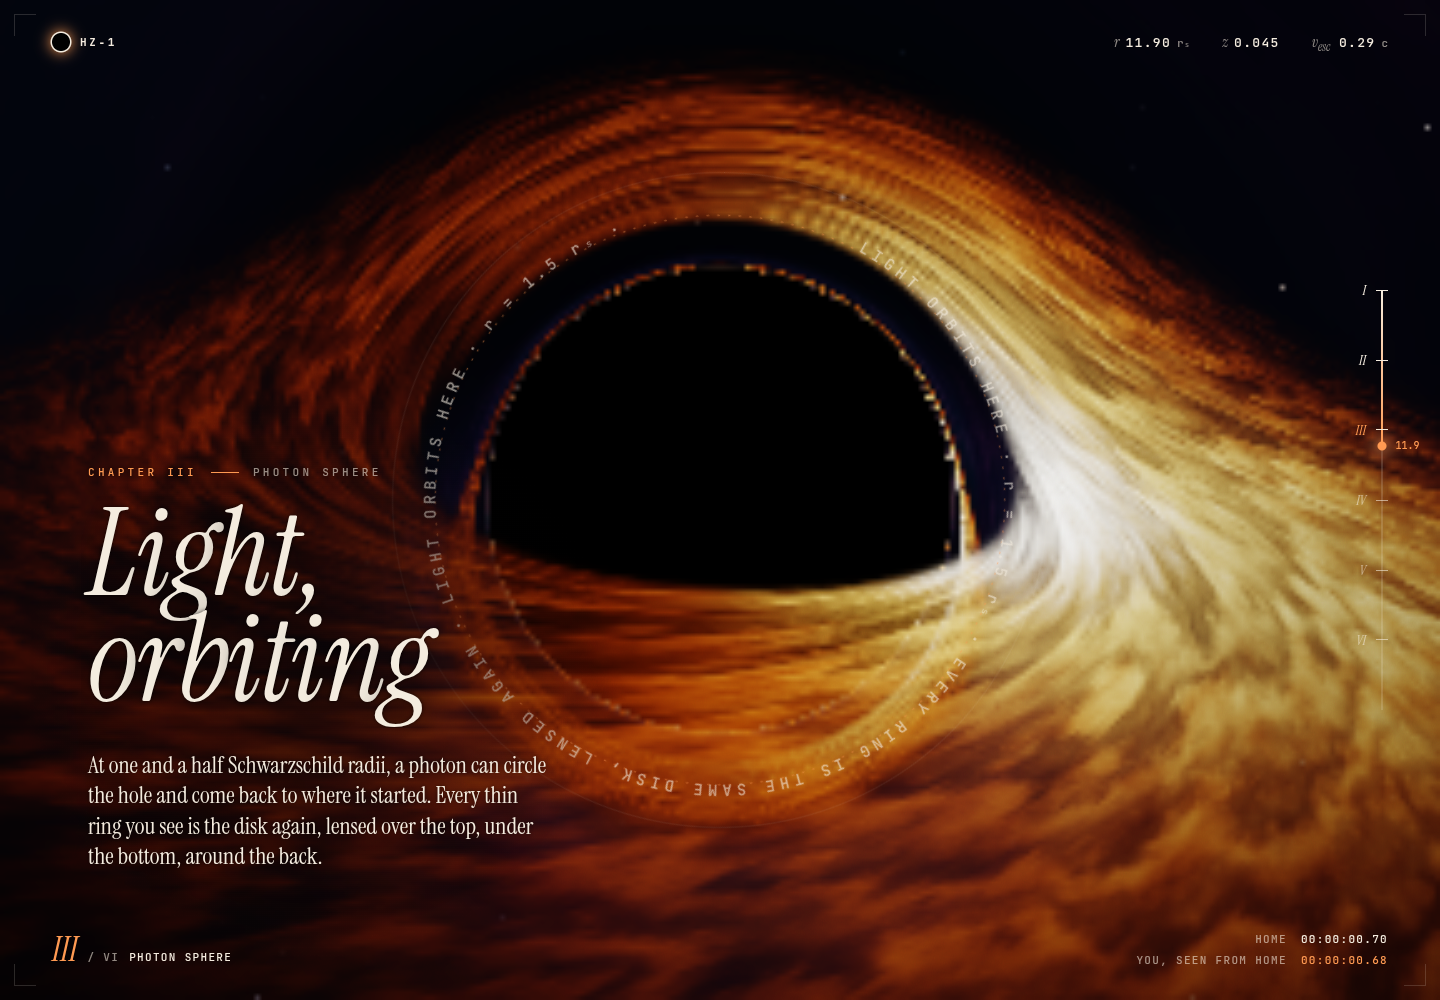 HZ-1
r 11.90 rₛ z 0.045 v_esc 0.29 c
LIGHT ORBITS HERE · r = 1.5 rₛ · EVERY RING IS THE SAME DISK, LENSED AGAIN · LIGHT ORBITS HERE · r = 1.5 rₛ ·
I
II
III
11.9
IV
V
VI
CHAPTER III — PHOTON SPHERE
Light,
orbiting
At one and a half Schwarzschild radii, a photon can circle
the hole and come back to where it started. Every thin
ring you see is the disk again, lensed over the top, under
the bottom, around the back.
III / VI PHOTON SPHERE
HOME 00:00:00.70
YOU, SEEN FROM HOME 00:00:00.68